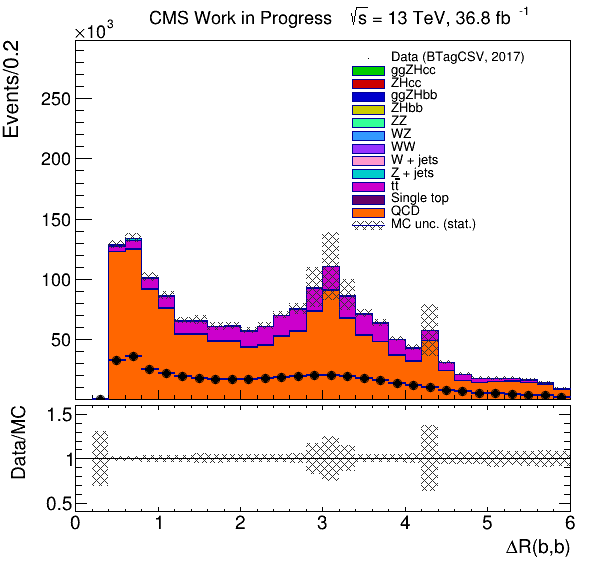 CMS Work in Progress √s = 13 TeV, 36.8 fb⁻¹
×10³
Events/0.2
250
200
150
100
50
Data (BTagCSV, 2017)
ggZHcc
ZHcc
ggZHbb
ZHbb
ZZ
WZ
WW
W + jets
Z + jets
tt̅
Single top
QCD
MC unc. (stat.)
Data/MC
1.5
1
0.5
0 1 2 3 4 5 6
ΔR(b,b)